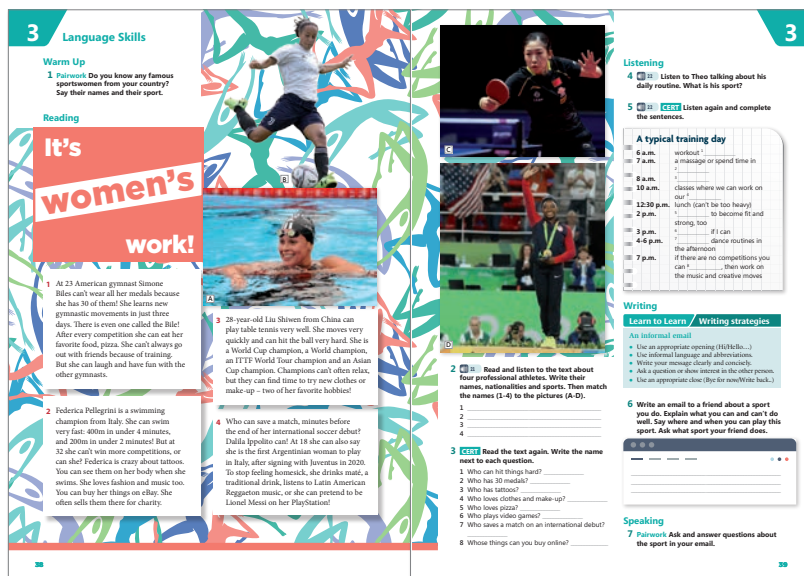 3
Language Skills
Warm Up
1 Pairwork Do you know any famous
sportswomen from your country?
Say their names and their sport.
Reading
It's
women's
work!
1 At 23 American gymnast Simone
Biles can't wear all her medals because
she has 30 of them! She learns new
gymnastic movements in just three
days. There is even one called the Bile!
After every competition she can eat her
favorite food, pizza. She can't always go
out with friends because of training.
But she can laugh and have fun with the
other gymnasts.
2 Federica Pellegrini is a swimming
champion from Italy. She can swim
very fast: 400m in under 4 minutes,
and 200m in under 2 minutes! But at
32 she can't win more competitions, or
can she? Federica is crazy about tattoos.
You can see them on her body when she
swims. She loves fashion and music too.
You can buy her things on eBay. She
often sells them there for charity.
B
A
3 28-year-old Liu Shiwen from China can
play table tennis very well. She moves very
quickly and can hit the ball very hard. She is
a World Cup champion, a World champion,
an ITTF World Tour champion and an Asian
Cup champion. Champions can't often relax,
but they can find time to try new clothes or
make-up – two of her favorite hobbies!
4 Who can save a match, minutes before
the end of her international soccer debut?
Dalila Ippolito can! At 18 she can also say
she is the first Argentinian woman to play
in Italy, after signing with Juventus in 2020.
To stop feeling homesick, she drinks maté, a
traditional drink, listens to Latin American
Reggaeton music, or she can pretend to be
Lionel Messi on her PlayStation!
38
C
D
2 21 Read and listen to the text about
four professional athletes. Write their
names, nationalities and sports. Then match
the names (1-4) to the pictures (A-D).
1
2
3
4
3 CERT Read the text again. Write the name
next to each question.
1 Who can hit things hard?
2 Who has 30 medals?
3 Who has tattoos?
4 Who loves clothes and make-up?
5 Who loves pizza?
6 Who plays video games?
7 Who saves a match on an international debut?
8 Whose things can you buy online?
3
Listening
4 22 Listen to Theo talking about his
daily routine. What is his sport?
5 22 CERT Listen again and complete
the sentences.
A typical training day
6 a.m. workout 1
7 a.m. a massage or spend time in
2
8 a.m. 3
10 a.m. classes where we can work on
our 4
12:30 p.m. lunch (can't be too heavy)
2 p.m. 5 to become fit and
strong, too
3 p.m. 6 if I can
4-6 p.m. 7 dance routines in
the afternoon
7 p.m. if there are no competitions you
can 8, then work on
the music and creative moves
Writing
Learn to Learn / Writing strategies
An informal email
• Use an appropriate opening (Hi/Hello...)
• Use informal language and abbreviations.
• Write your message clearly and concisely.
• Ask a question or show interest in the other person.
• Use an appropriate close (Bye for now/Write back..)
6 Write an email to a friend about a sport
you do. Explain what you can and can't do
well. Say where and when you can play this
sport. Ask what sport your friend does.
Speaking
7 Pairwork Ask and answer questions about
the sport in your email.
39